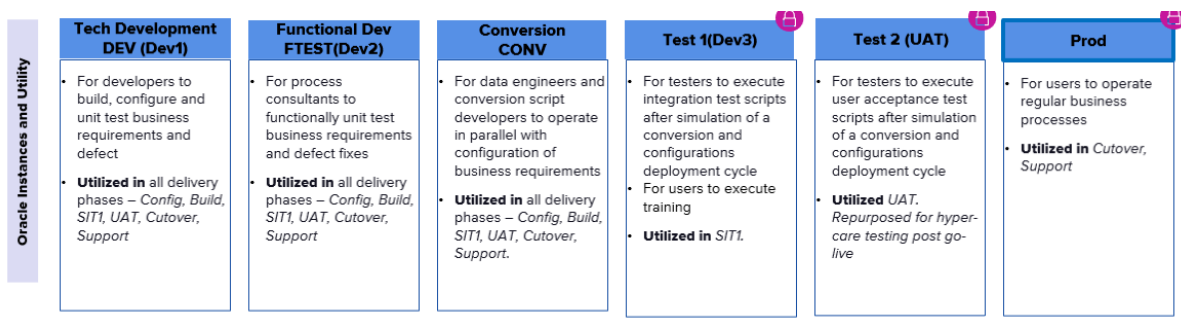 Oracle Instances and Utility
Tech Development
DEV (Dev1)
• For developers to
build, configure and
unit test business
requirements and
defect
• Utilized in all delivery
phases – Config, Build,
SIT1, UAT, Cutover,
Support
Functional Dev
FTEST(Dev2)
• For process
consultants to
functionally unit test
business requirements
and defect fixes
• Utilized in all delivery
phases – Config, Build,
SIT1, UAT, Cutover,
Support
Conversion
CONV
• For data engineers and
conversion script
developers to operate
in parallel with
configuration of
business requirements
• Utilized in all delivery
phases – Config, Build,
SIT1, UAT, Cutover,
Support.
Test 1(Dev3)
• For testers to execute
integration test scripts
after simulation of a
conversion and
configurations
deployment cycle
• For users to execute
training
• Utilized in SIT1.
Test 2 (UAT)
• For testers to execute
user acceptance test
scripts after simulation
of a conversion and
configurations
deployment cycle
• Utilized UAT.
Repurposed for hyper-
care testing post go-
live
Prod
• For users to operate
regular business
processes
• Utilized in Cutover,
Support